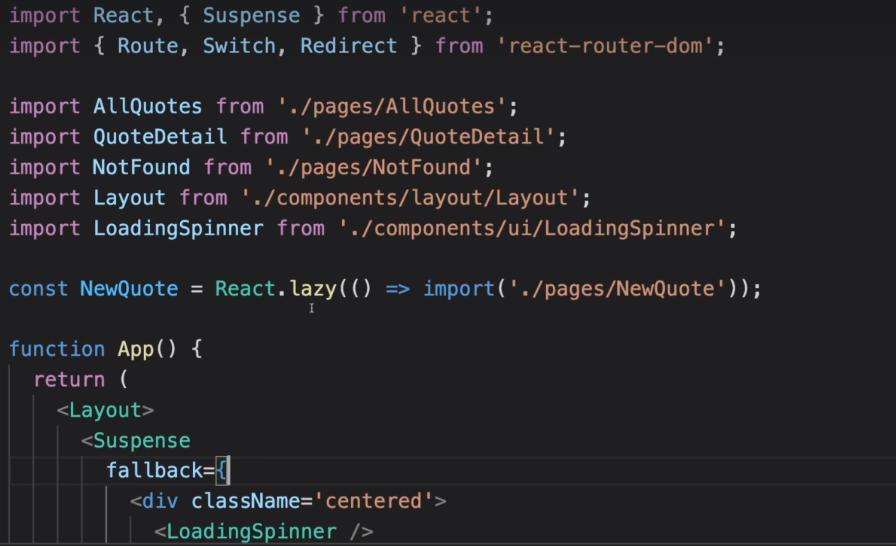 import React, { Suspense } from 'react';
import { Route, Switch, Redirect } from 'react-router-dom';
import AllQuotes from './pages/AllQuotes';
import QuoteDetail from './pages/QuoteDetail';
import NotFound from './pages/NotFound';
import Layout from './components/layout/Layout';
import LoadingSpinner from './components/ui/LoadingSpinner';
const NewQuote = React.lazy(() => import('./pages/NewQuote'));
function App() {
return (
<Layout>
<Suspense
fallback={
<div className='centered'>
<LoadingSpinner />